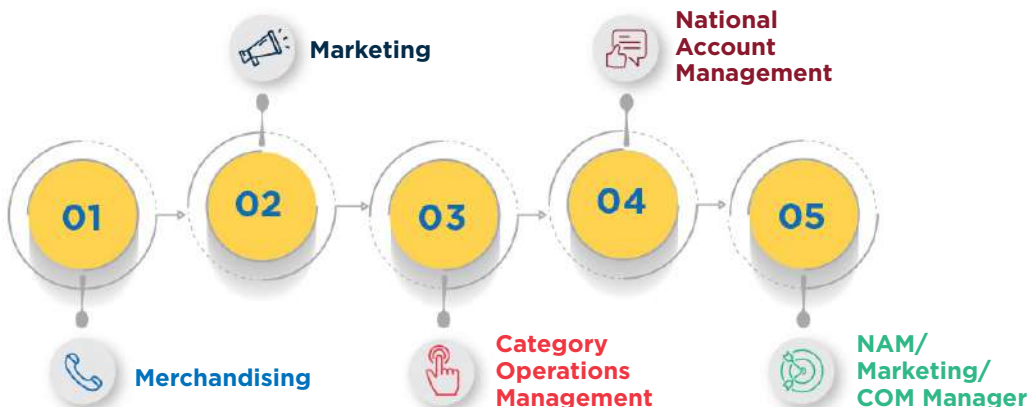 01
Merchandising
02
Marketing
03
Category
Operations
Management
04
National
Account
Management
05
NAM/
Marketing/
COM Manager